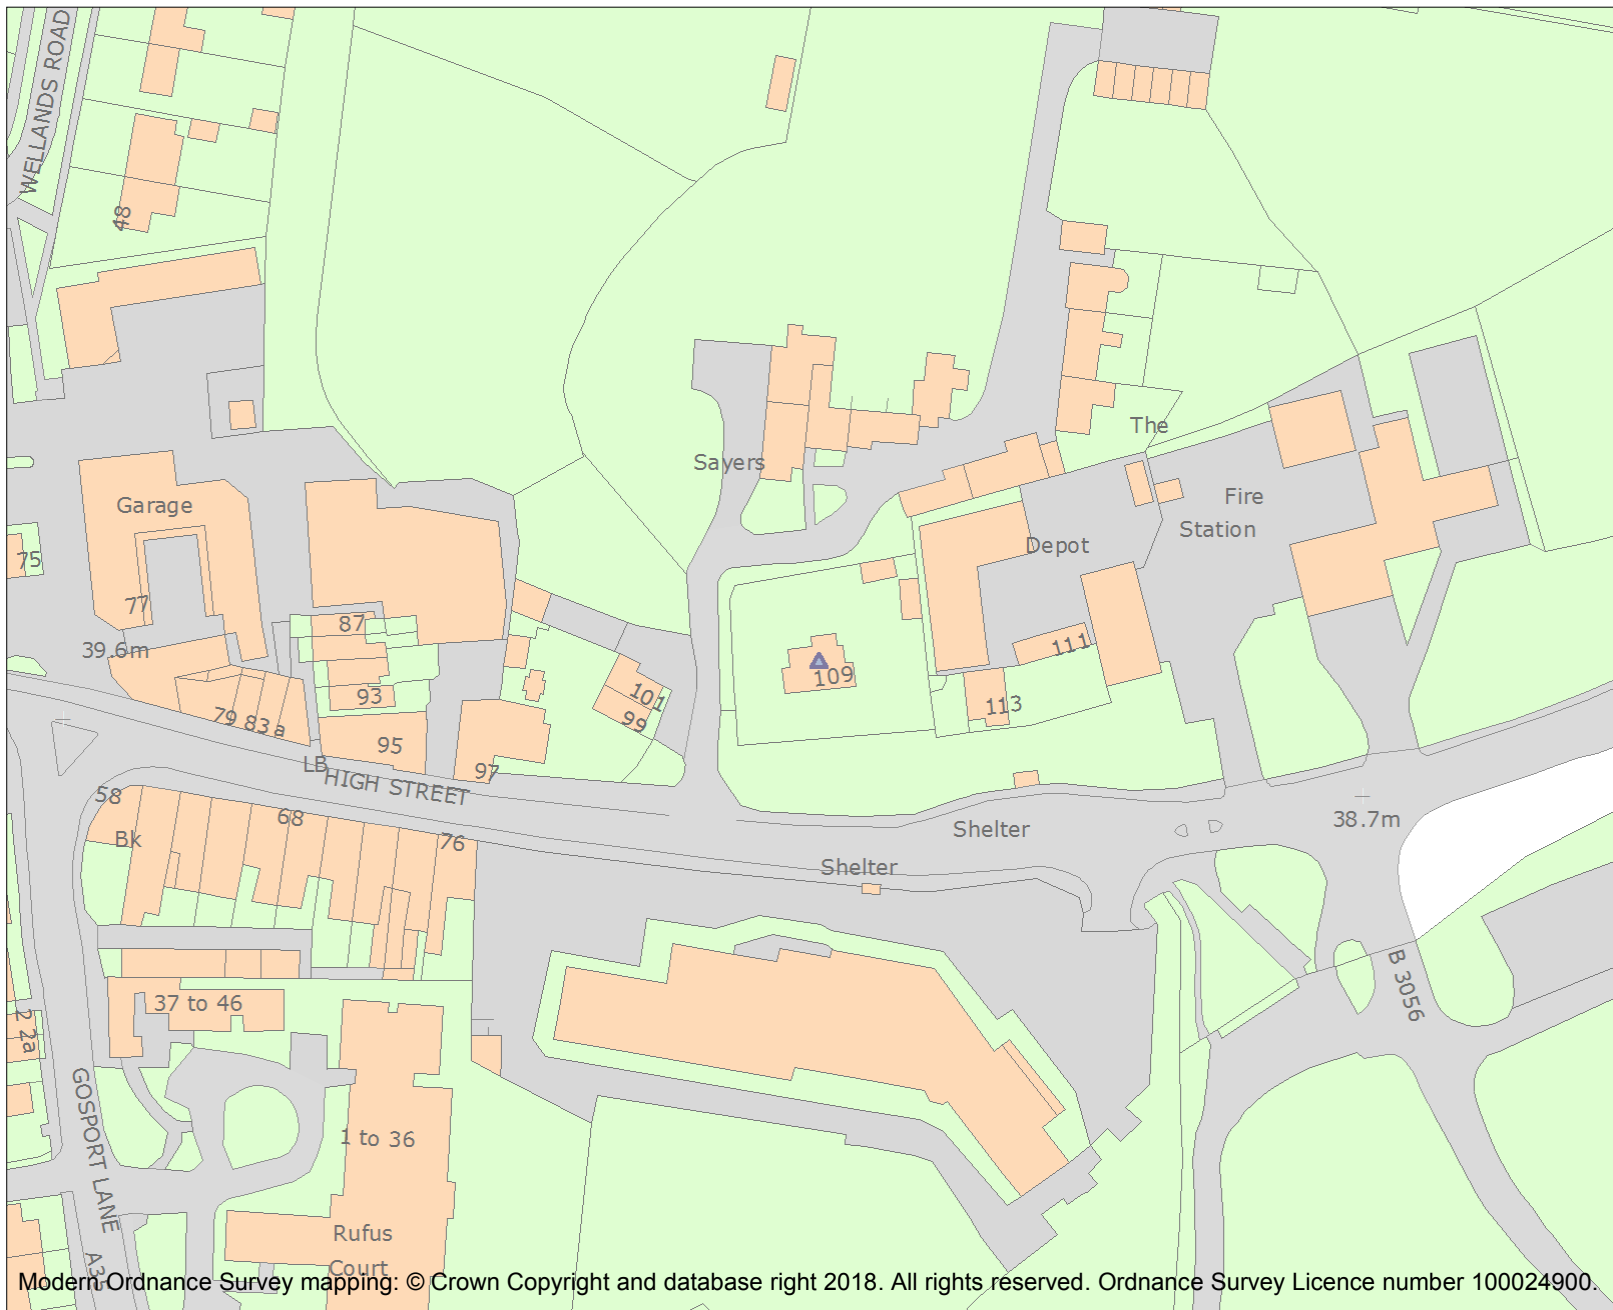 WELLANDS ROAD
48
The
Sayers
Garage
Fire
Station
Depot
75
77
87
39.6m
111
109
101
93
99
113
79 83a
95
LB
97
HIGH STREET
58
68
Bk
76
Shelter
Shelter
38.7m
B 3056
37 to 46
2 2a
GOSPORT LANE
1 to 36
Rufus
Court
Modern Ordnance Survey mapping: © Crown Copyright and database right 2018. All rights reserved. Ordnance Survey Licence number 100024900.